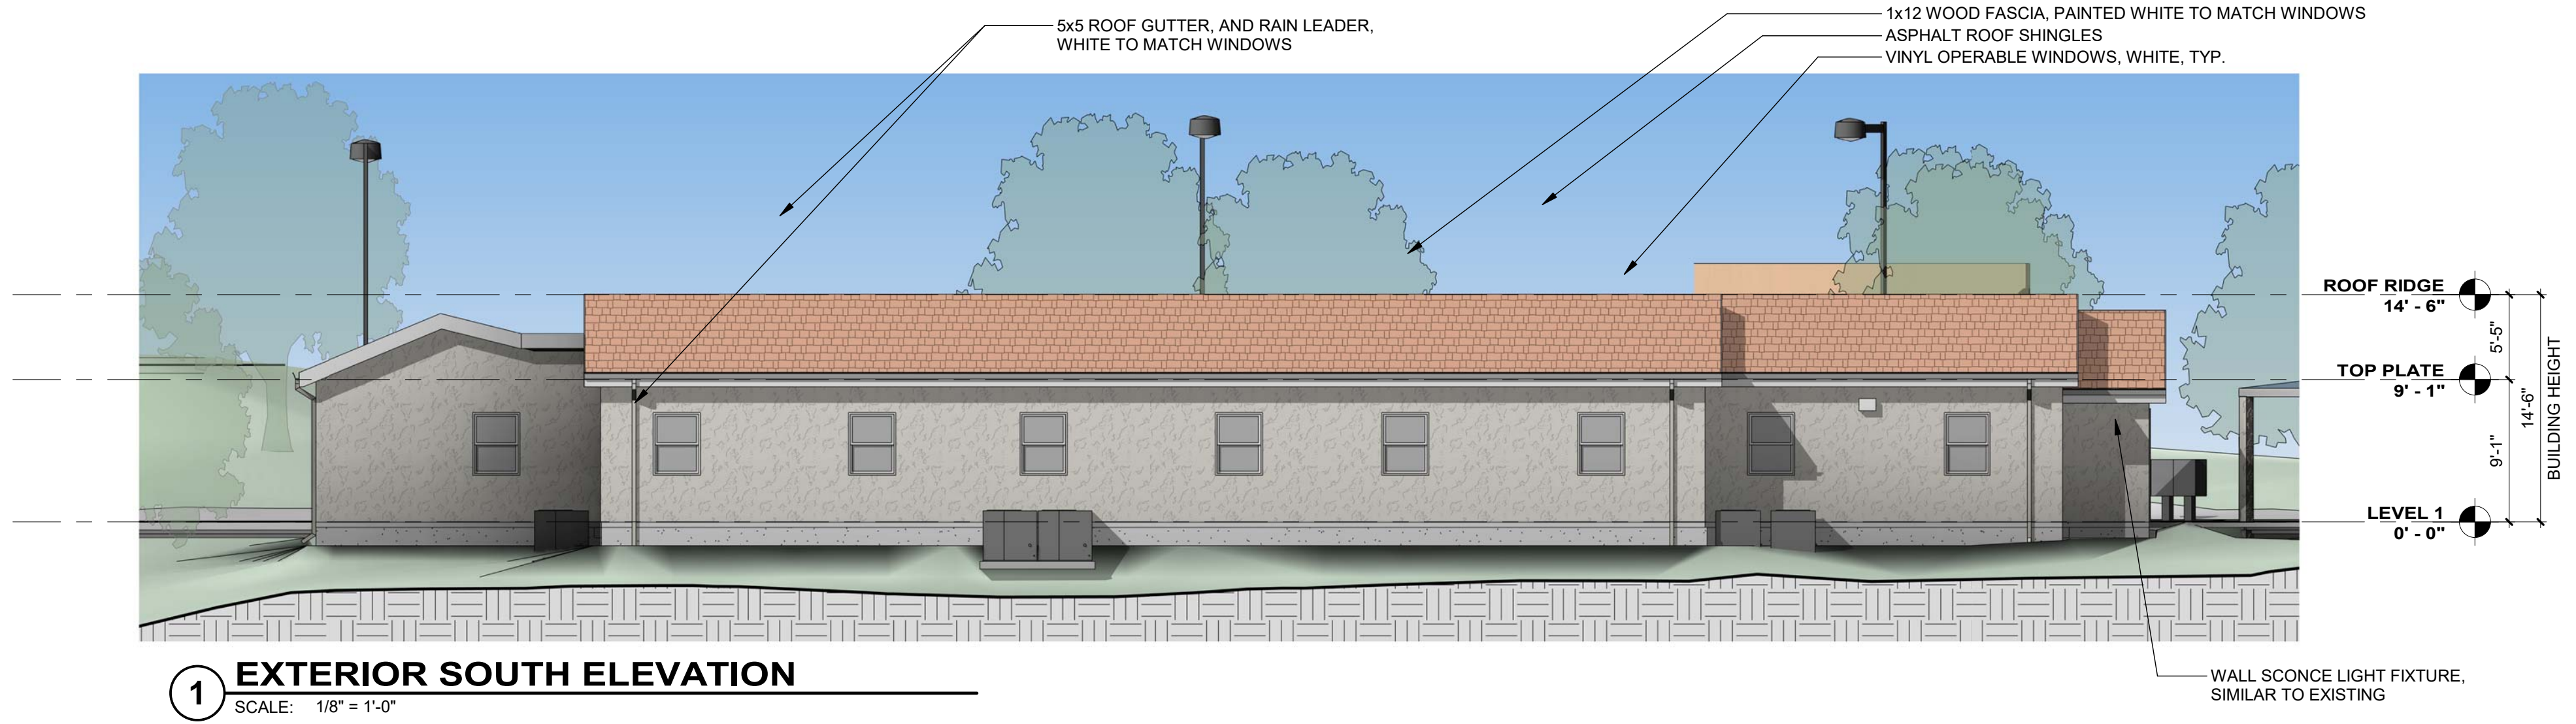 5x5 ROOF GUTTER, AND RAIN LEADER,
WHITE TO MATCH WINDOWS
1x12 WOOD FASCIA, PAINTED WHITE TO MATCH WINDOWS
ASPHALT ROOF SHINGLES
VINYL OPERABLE WINDOWS, WHITE, TYP.
ROOF RIDGE
14' - 6"
5'-5"
TOP PLATE
9' - 1"
9'-1"
14'-6"
BUILDING HEIGHT
LEVEL 1
0' - 0"
WALL SCONCE LIGHT FIXTURE,
SIMILAR TO EXISTING
1 EXTERIOR SOUTH ELEVATION
SCALE: 1/8" = 1'-0"